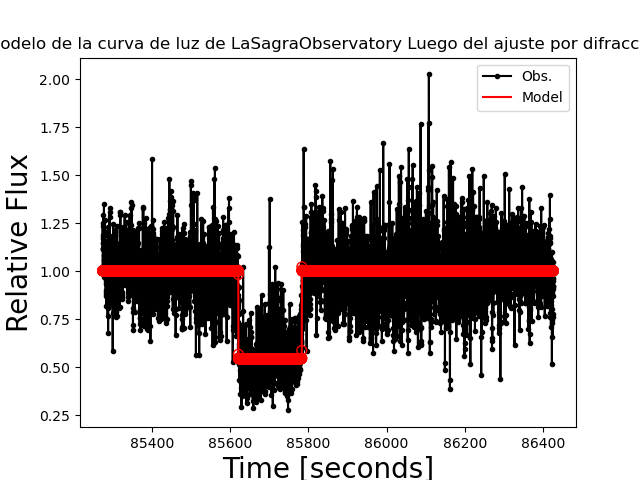 odelo de la curva de luz de LaSagraObservatory Luego del ajuste por difracc
Obs.
Model
Relative Flux
2.00
1.75
1.50
1.25
1.00
0.75
0.50
0.25
85400 85600 85800 86000 86200 86400
Time [seconds]